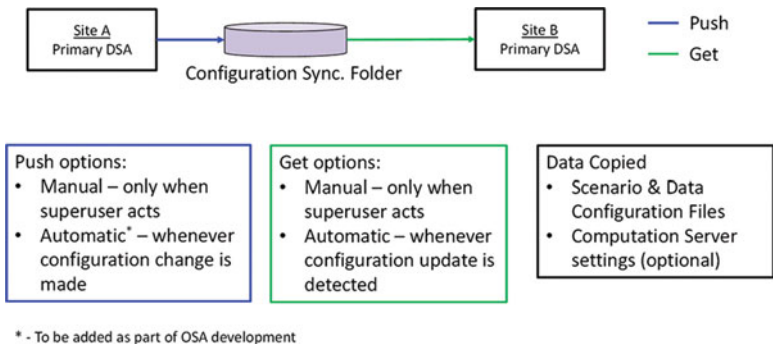 Site A
Primary DSA
Configuration Sync. Folder
Site B
Primary DSA
Push
Get
Push options:
• Manual – only when
superuser acts
• Automatic* – whenever
configuration change is
made
Get options:
• Manual – only when
superuser acts
• Automatic – whenever
configuration update is
detected
Data Copied
• Scenario & Data
Configuration Files
• Computation Server
settings (optional)
* - To be added as part of OSA development